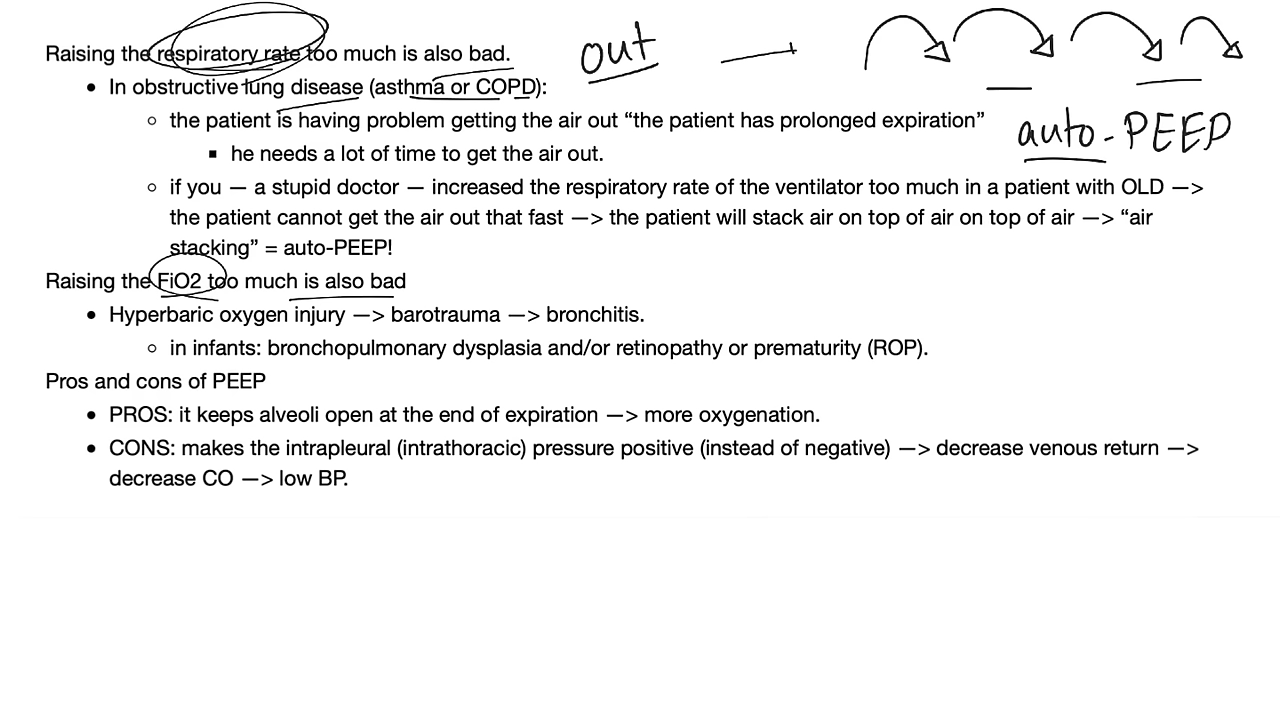 Raising the respiratory rate too much is also bad.
out
• In obstructive lung disease (asthma or COPD):
○ the patient is having problem getting the air out “the patient has prolonged expiration”
auto-PEEP
▪ he needs a lot of time to get the air out.
○ if you — a stupid doctor — increased the respiratory rate of the ventilator too much in a patient with OLD —>
the patient cannot get the air out that fast —> the patient will stack air on top of air on top of air —> “air
stacking” = auto-PEEP!
Raising the FiO2 too much is also bad
• Hyperbaric oxygen injury —> barotrauma —> bronchitis.
○ in infants: bronchopulmonary dysplasia and/or retinopathy or prematurity (ROP).
Pros and cons of PEEP
• PROS: it keeps alveoli open at the end of expiration —> more oxygenation.
• CONS: makes the intrapleural (intrathoracic) pressure positive (instead of negative) —> decrease venous return —>
decrease CO —> low BP.